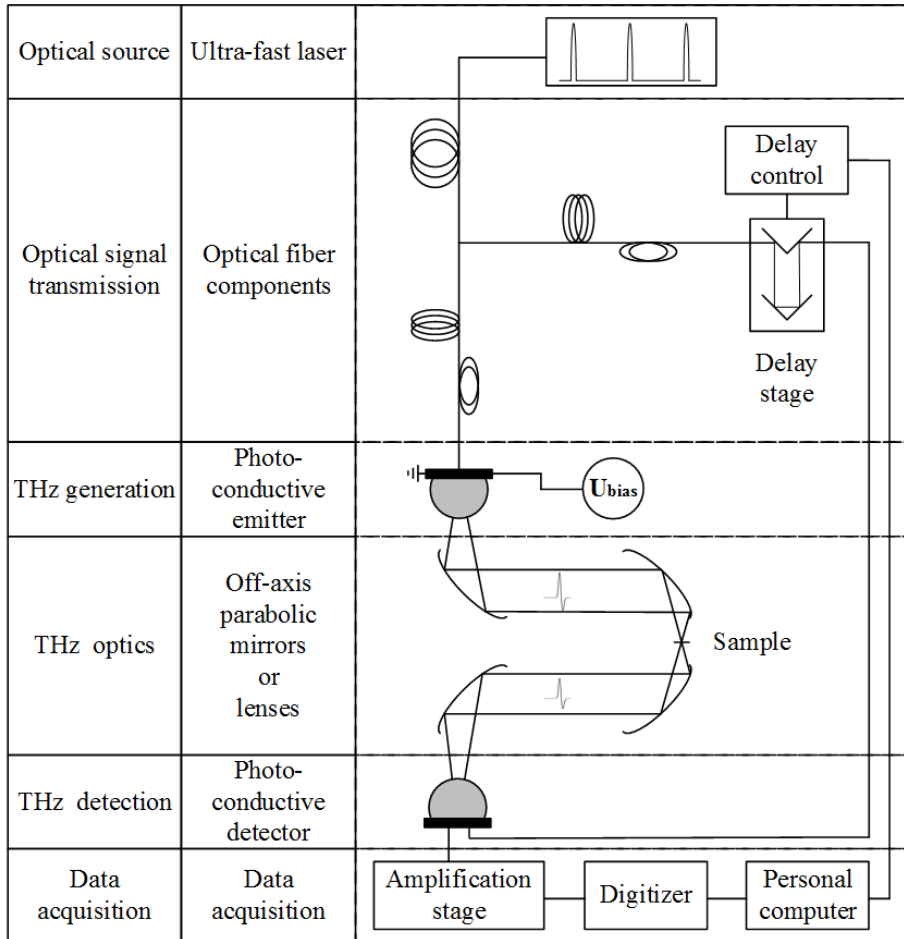 Optical source
Ultra-fast laser
Optical signal
transmission
Optical fiber
components
Delay
control
Delay
stage
THz generation
Photo-
conductive
emitter
Ubias
THz optics
Off-axis
parabolic
mirrors
or
lenses
Sample
THz detection
Photo-
conductive
detector
Data
acquisition
Data
acquisition
Amplification
stage
Digitizer
Personal
computer